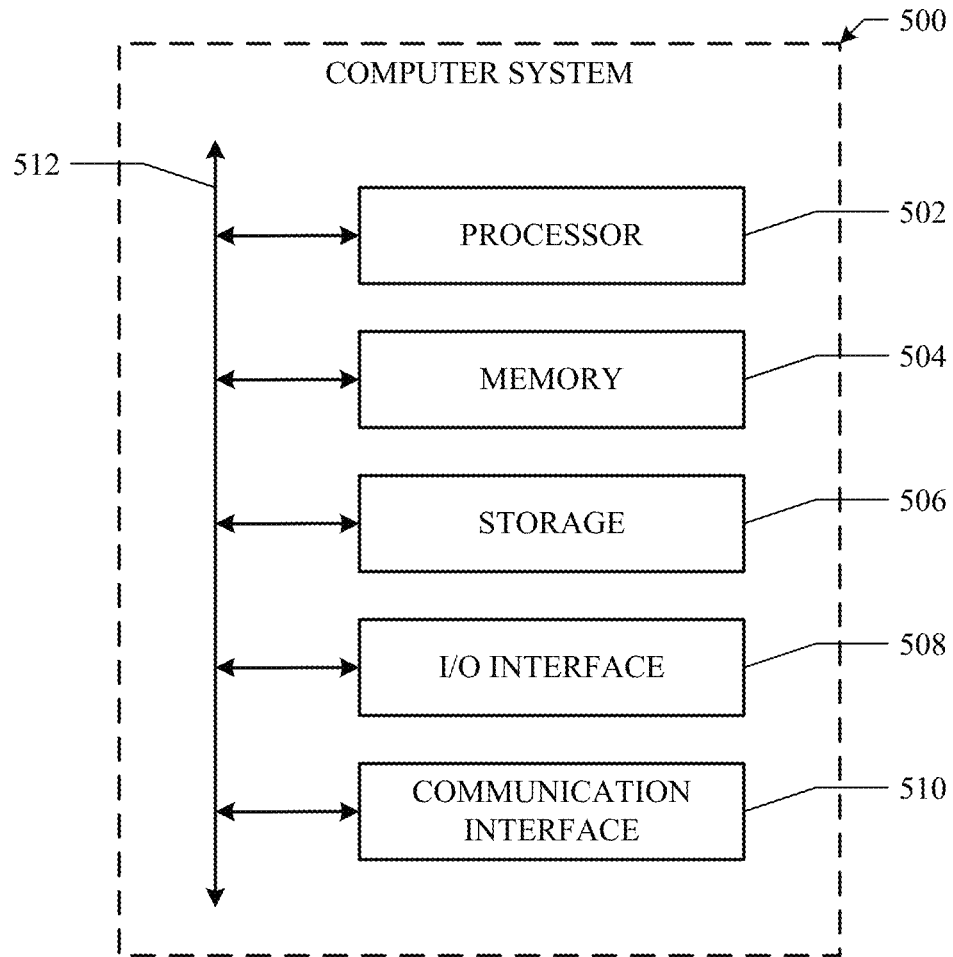 500
COMPUTER SYSTEM
512
PROCESSOR
502
MEMORY
504
STORAGE
506
I/O INTERFACE
508
COMMUNICATION
INTERFACE
510